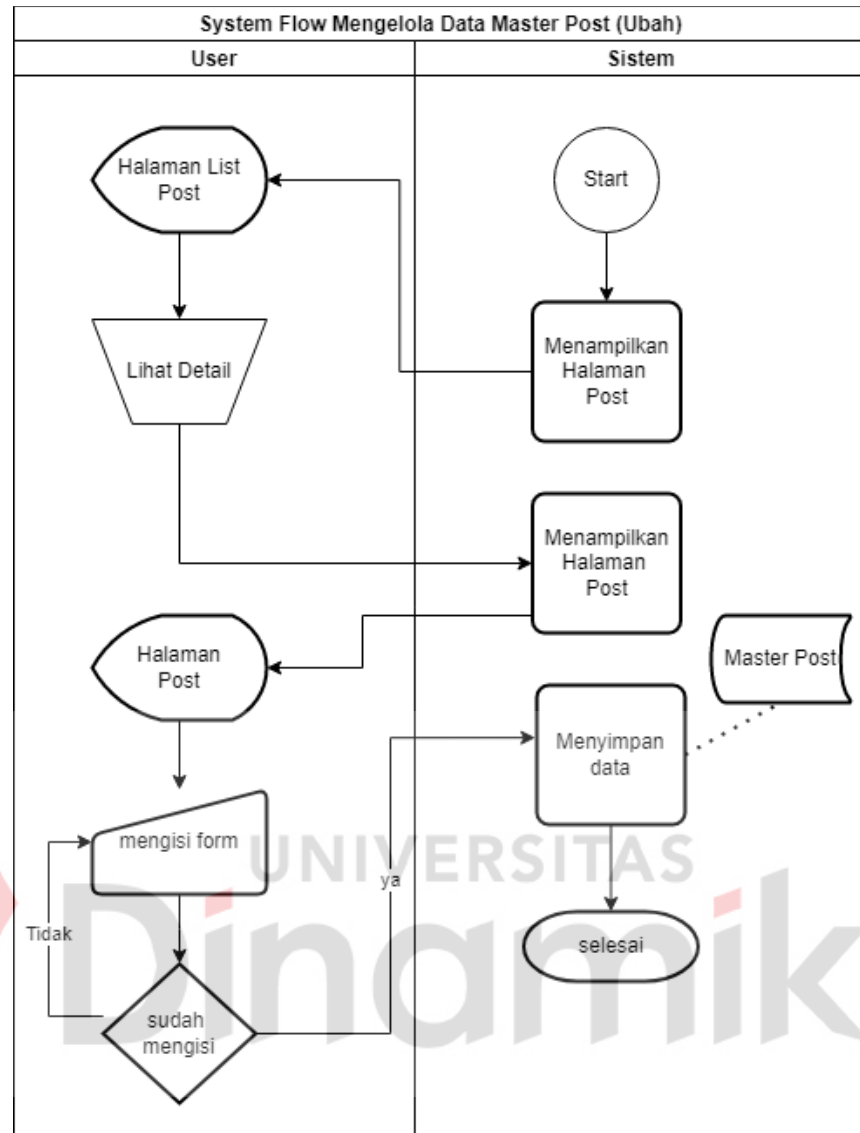 System Flow Mengelola Data Master Post (Ubah)
User
Sistem
Halaman List
Post
Start
Menampilkan
Halaman
Post
Lihat Detail
Menampilkan
Halaman
Post
Halaman
Post
Master Post
Menyimpan
data
mengisi form
ya
Tidak
selesai
sudah
mengisi
UNIVERSITAS
Dinamika